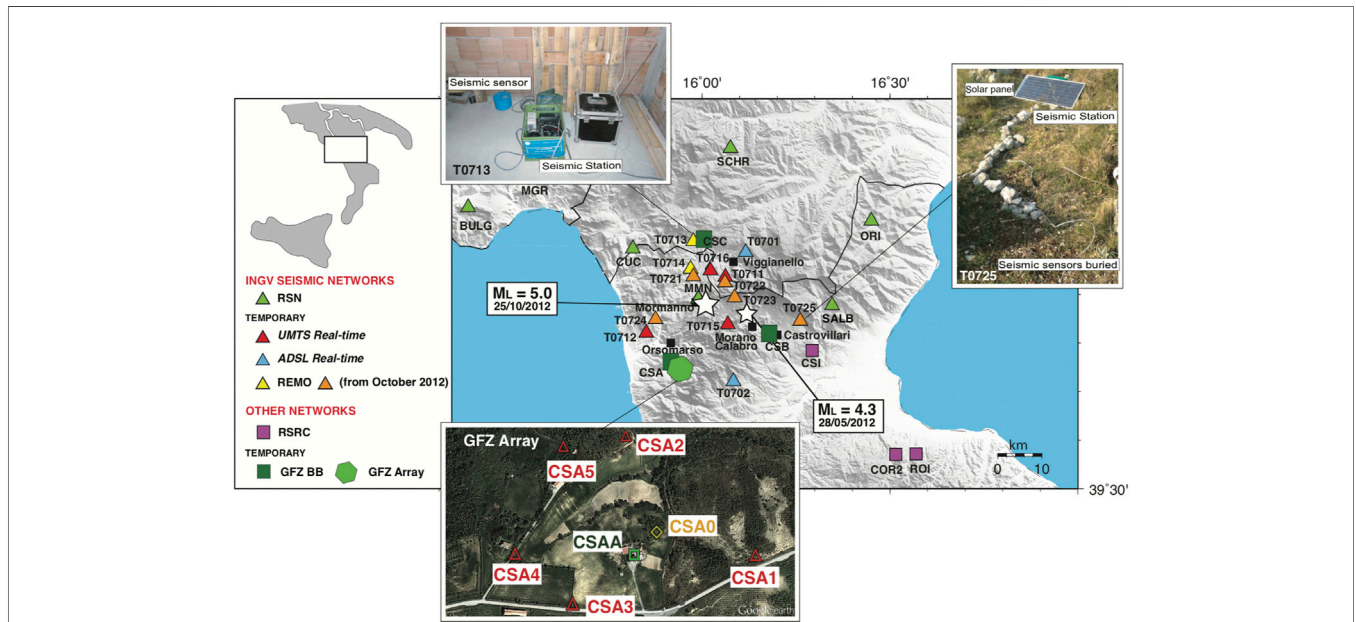 Seismic sensor
Seismic Station
T0713
16°00'
16°30'
Solar panel
Seismic Station
Seismic sensors buried
T0725
INGV SEISMIC NETWORKS
RSN
TEMPORARY
UMTS Real-time
ADSL Real-time
REMO
(from October 2012)
OTHER NETWORKS
RSRC
TEMPORARY
GFZ BB
GFZ Array
SCHR
MGR
BULG
ORI
CUC
T0713
CSC
T0701
T0714
T0716
Viggianello
T0721
T0711
MMN
T0722
Mormanno
T0723
T0725
SALB
T0724
T0712
T0715
Morano
Calabro
CSB
Castrovillari
Orsomarso
CSA
CSI
T0702
ML = 5.0
25/10/2012
ML = 4.3
28/05/2012
COR2
ROI
km
0
10
39°30'
GFZ Array
CSA2
CSA5
CSA0
CSAA
CSA4
CSA1
CSA3
Google earth